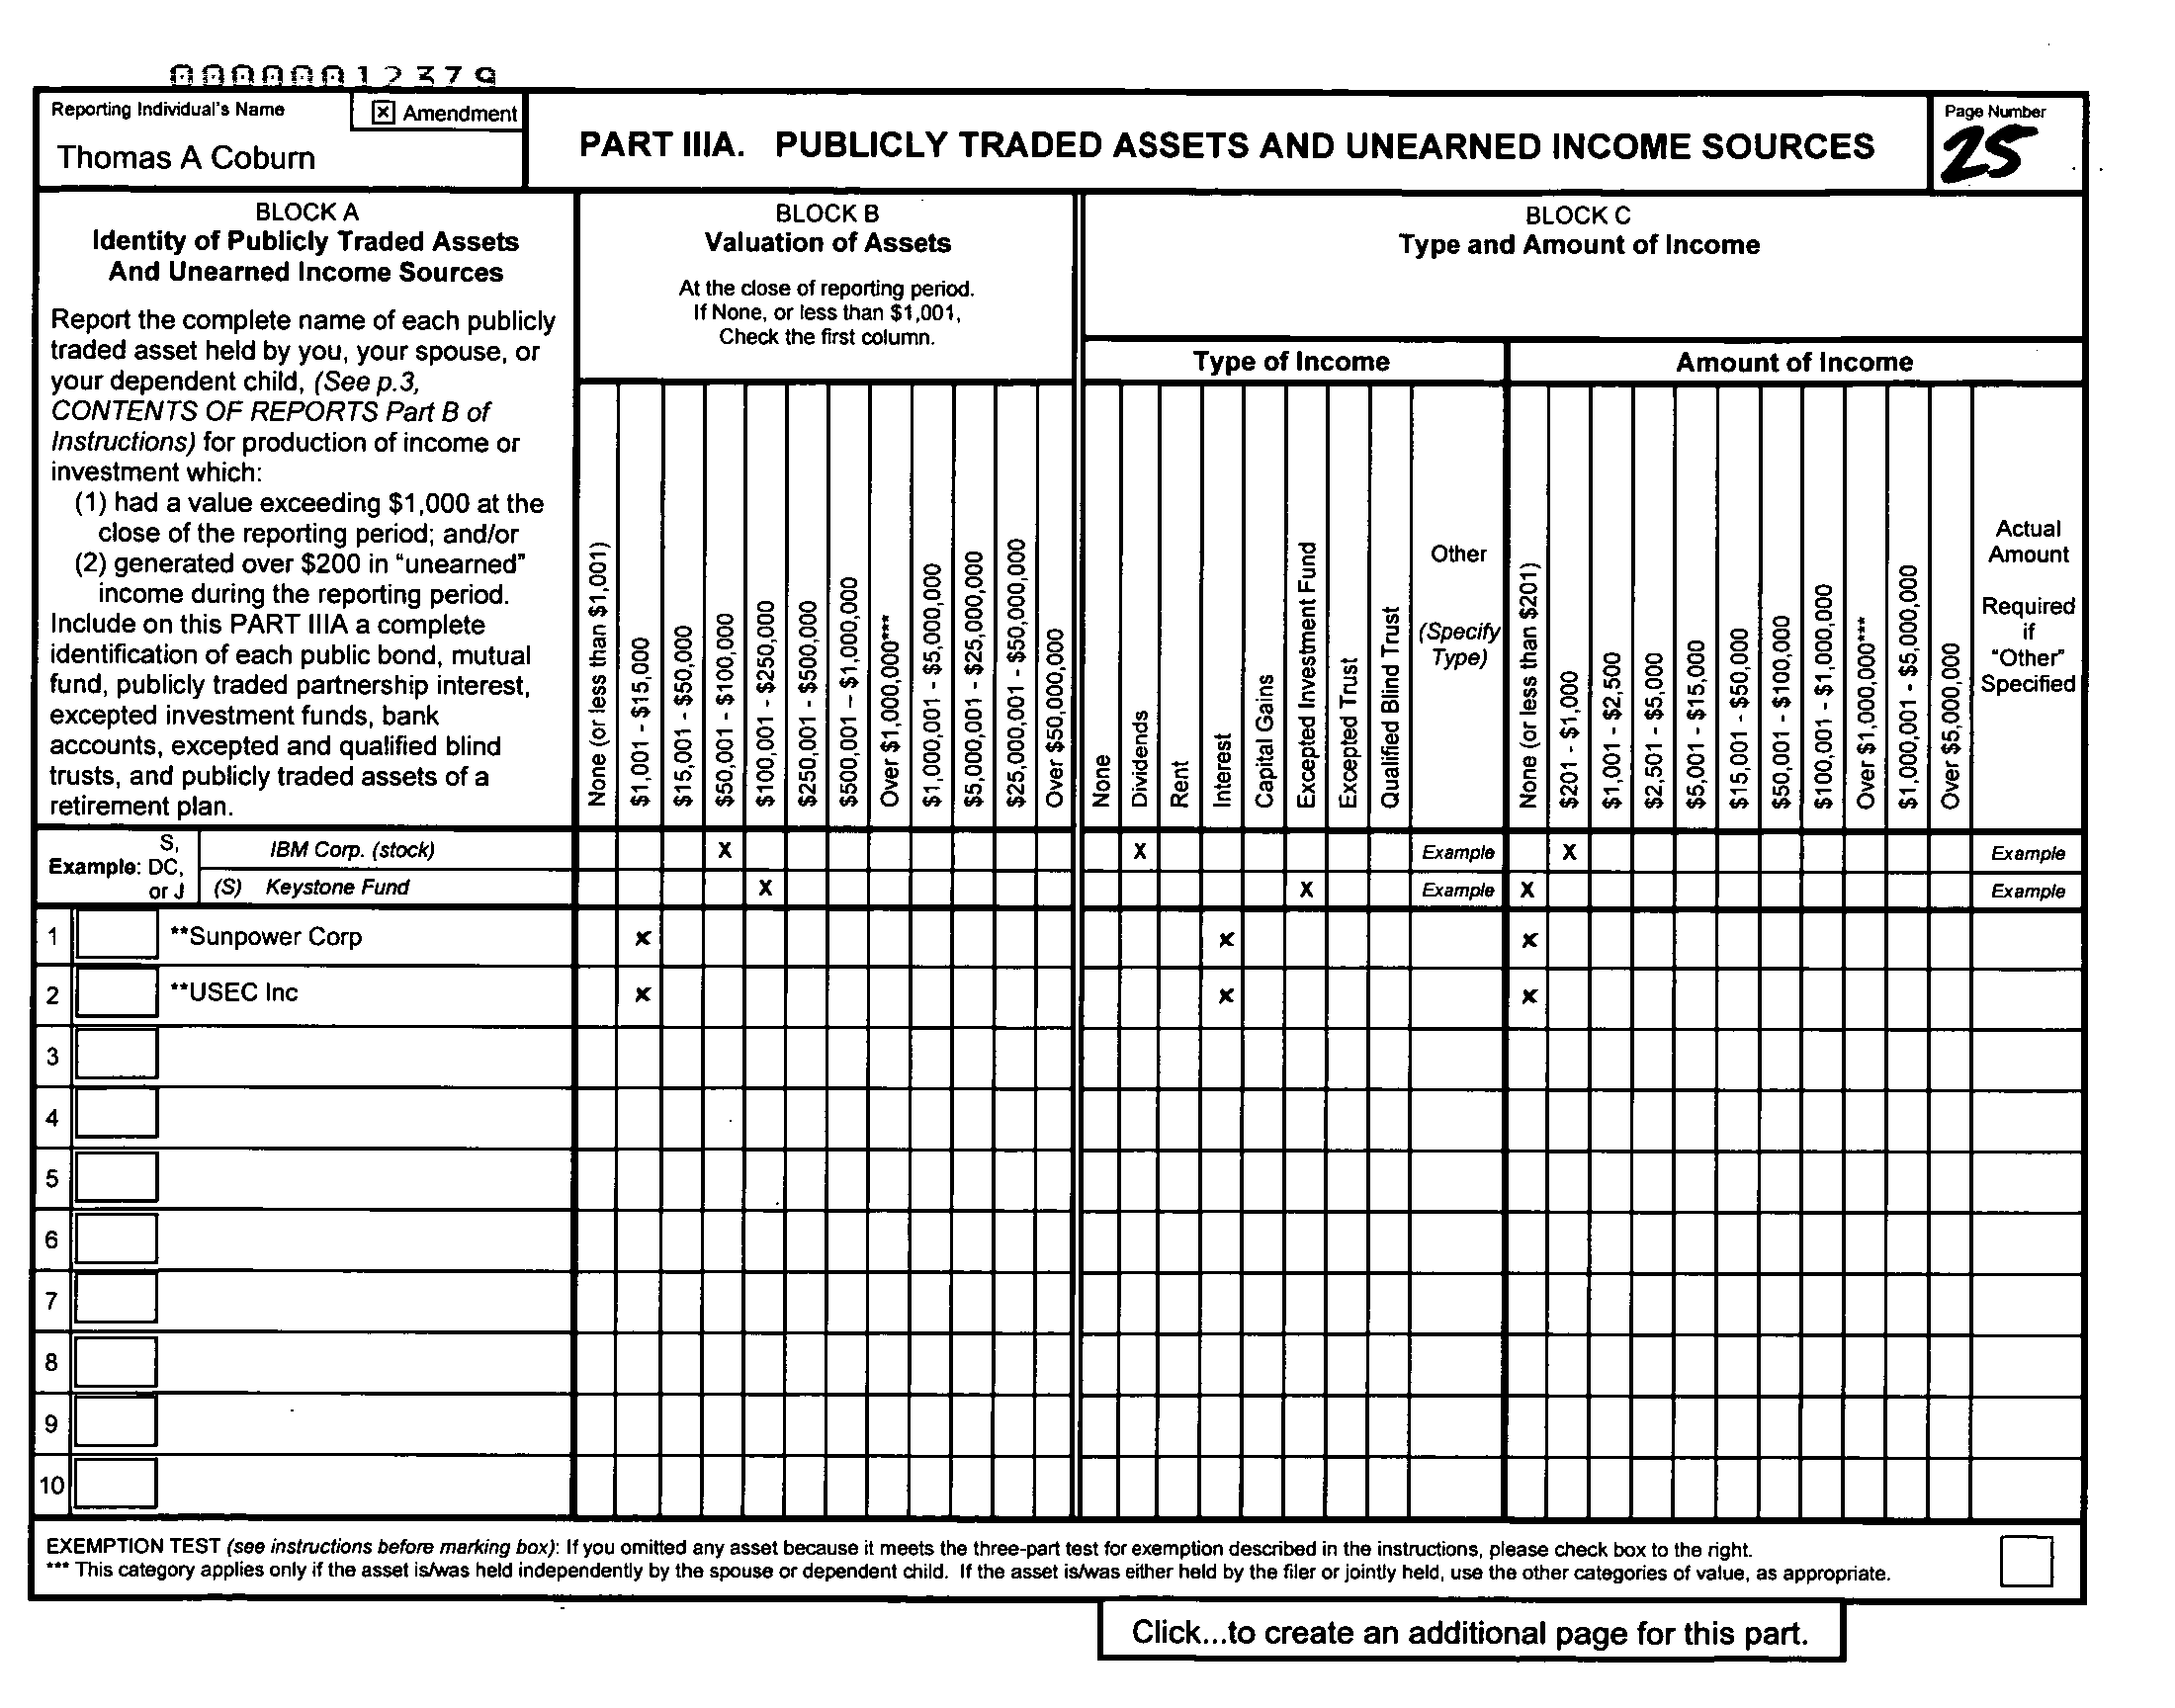 000000012379
Reporting Individual's Name
☒ Amendment
Thomas A Coburn
PART IIIA. PUBLICLY TRADED ASSETS AND UNEARNED INCOME SOURCES
Page Number
25
BLOCK A
Identity of Publicly Traded Assets
And Unearned Income Sources
Report the complete name of each publicly
traded asset held by you, your spouse, or
your dependent child, (See p.3,
CONTENTS OF REPORTS Part B of
Instructions) for production of income or
investment which:
(1) had a value exceeding $1,000 at the
close of the reporting period; and/or
(2) generated over $200 in "unearned"
income during the reporting period.
Include on this PART IIIA a complete
identification of each public bond, mutual
fund, publicly traded partnership interest,
excepted investment funds, bank
accounts, excepted and qualified blind
trusts, and publicly traded assets of a
retirement plan.
BLOCK B
Valuation of Assets
At the close of reporting period.
If None, or less than $1,001,
Check the first column.
None (or less than $1,001)
$1,001 - $15,000
$15,001 - $50,000
$50,001 - $100,000
$100,001 - $250,000
$250,001 - $500,000
$500,001 – $1,000,000
Over $1,000,000***
$1,000,001 - $5,000,000
$5,000,001 - $25,000,000
$25,000,001 - $50,000,000
Over $50,000,000
BLOCK C
Type and Amount of Income
Type of Income
None
Dividends
Rent
Interest
Capital Gains
Excepted Investment Fund
Excepted Trust
Qualified Blind Trust
Other
(Specify
Type)
Amount of Income
None (or less than $201)
$201 - $1,000
$1,001 - $2,500
$2,501 - $5,000
$5,001 - $15,000
$15,001 - $50,000
$50,001 - $100,000
$100,001 - $1,000,000
Over $1,000,000***
$1,000,001 - $5,000,000
Over $5,000,000
Actual
Amount
Required
if
"Other"
Specified
Example: S, DC, or J
IBM Corp. (stock) X X Example X Example
(S) Keystone Fund X X Example X Example
1 **Sunpower Corp x x x
2 **USEC Inc x x x
3
4
5
6
7
8
9
10
EXEMPTION TEST (see instructions before marking box): If you omitted any asset because it meets the three-part test for exemption described in the instructions, please check box to the right.
*** This category applies only if the asset is/was held independently by the spouse or dependent child. If the asset is/was either held by the filer or jointly held, use the other categories of value, as appropriate.
Click...to create an additional page for this part.